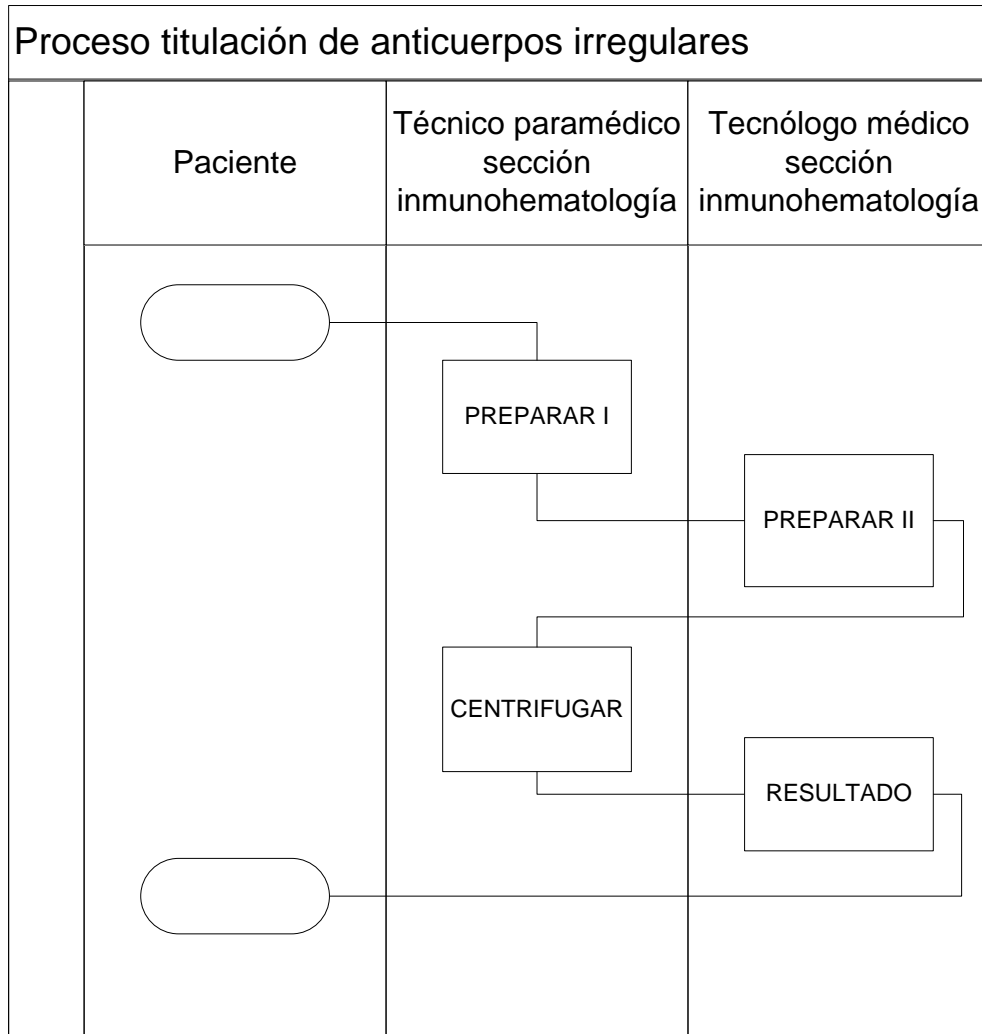 Proceso titulación de anticuerpos irregulares
Paciente
Técnico paramédico
sección
inmunohematología
Tecnólogo médico
sección
inmunohematología
PREPARAR I
PREPARAR II
CENTRIFUGAR
RESULTADO